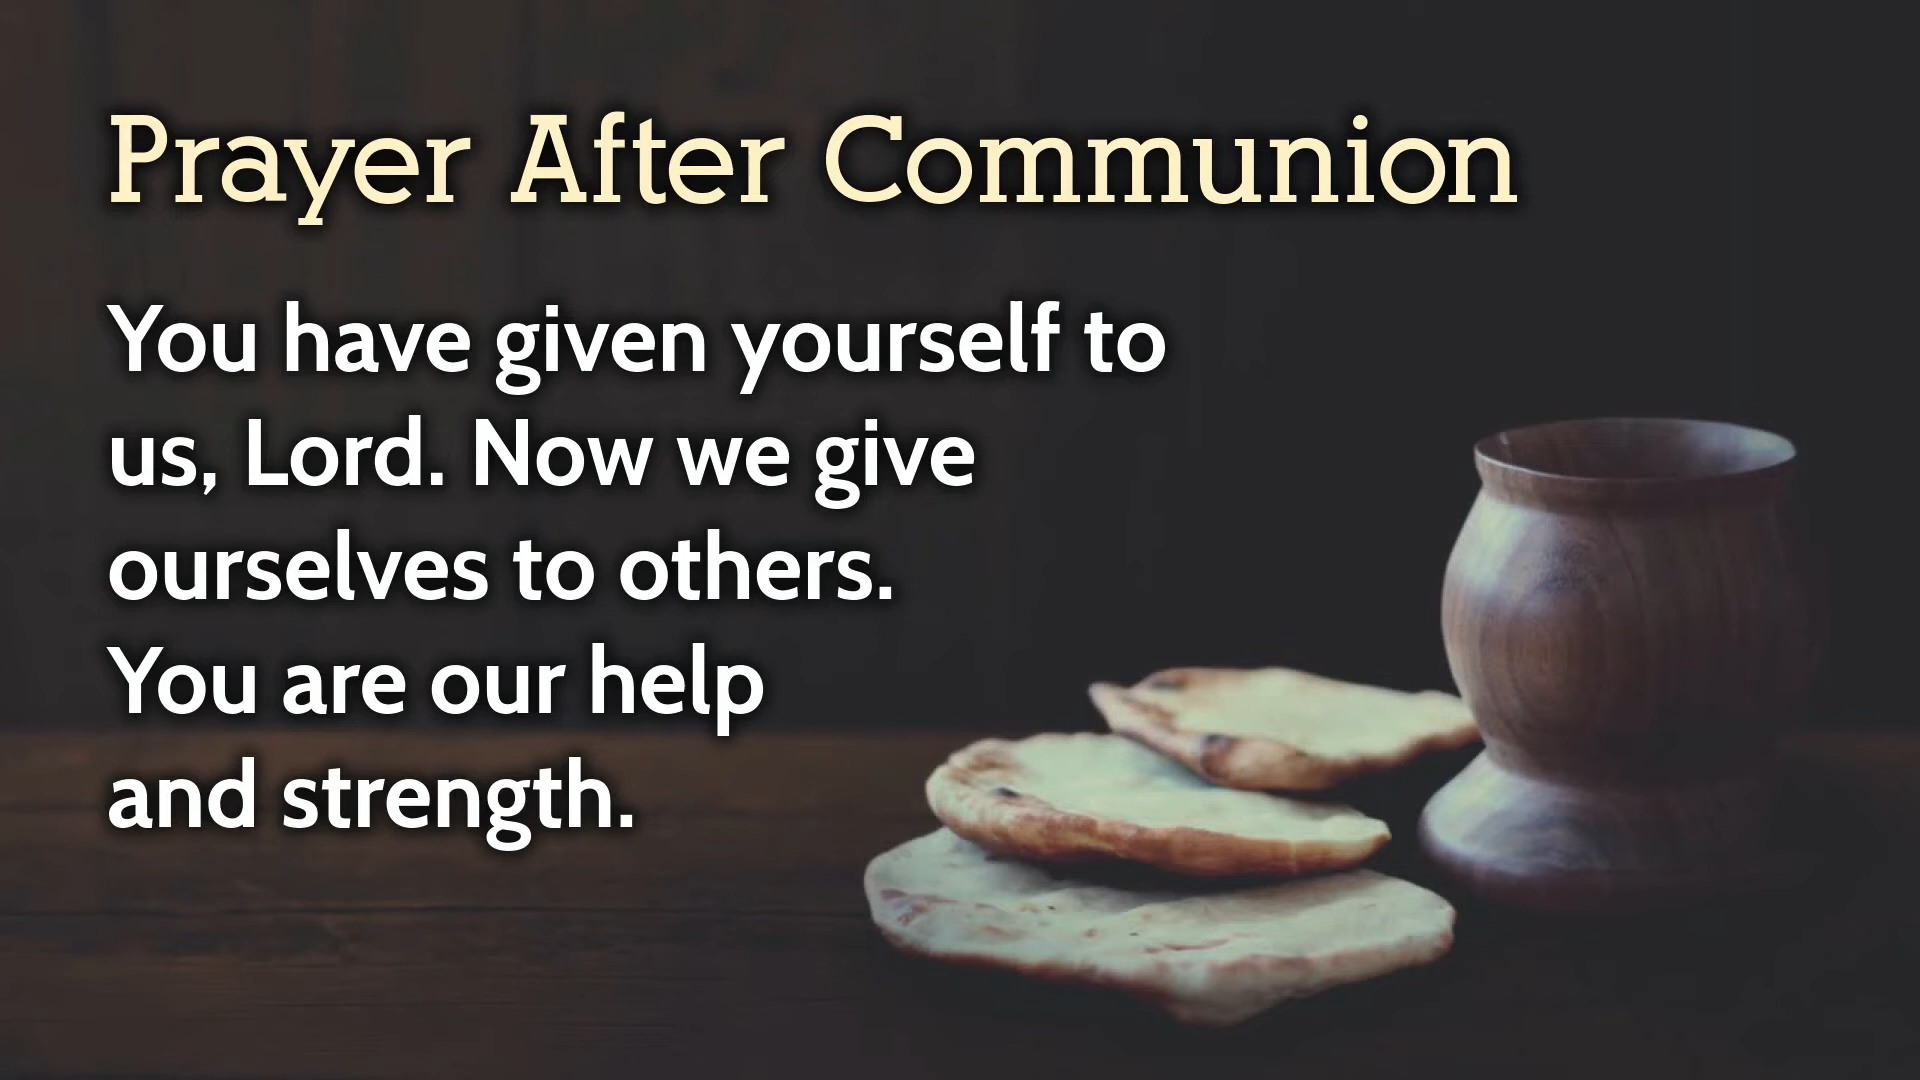 Prayer After Communion
You have given yourself to
us, Lord. Now we give
ourselves to others.
You are our help
and strength.